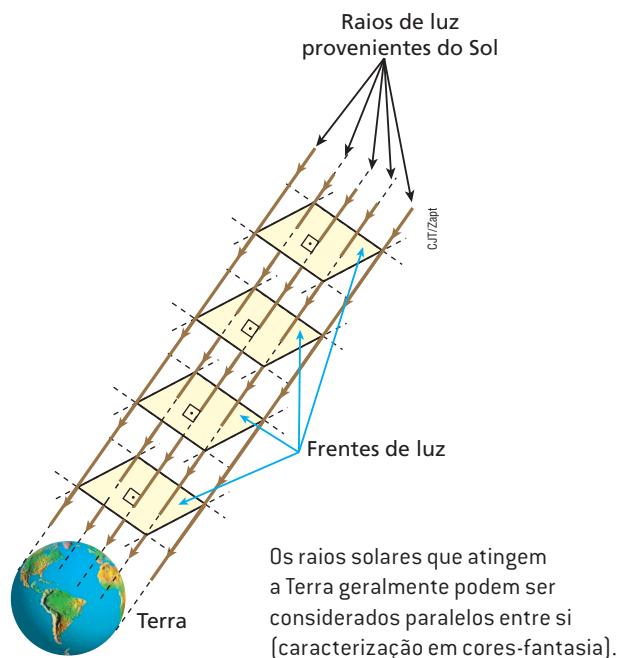 Raios de luz
provenientes do Sol
CJT/Zapt
Frentes de luz
Terra
Os raios solares que atingem
a Terra geralmente podem ser
considerados paralelos entre si
(caracterização em cores-fantasia).